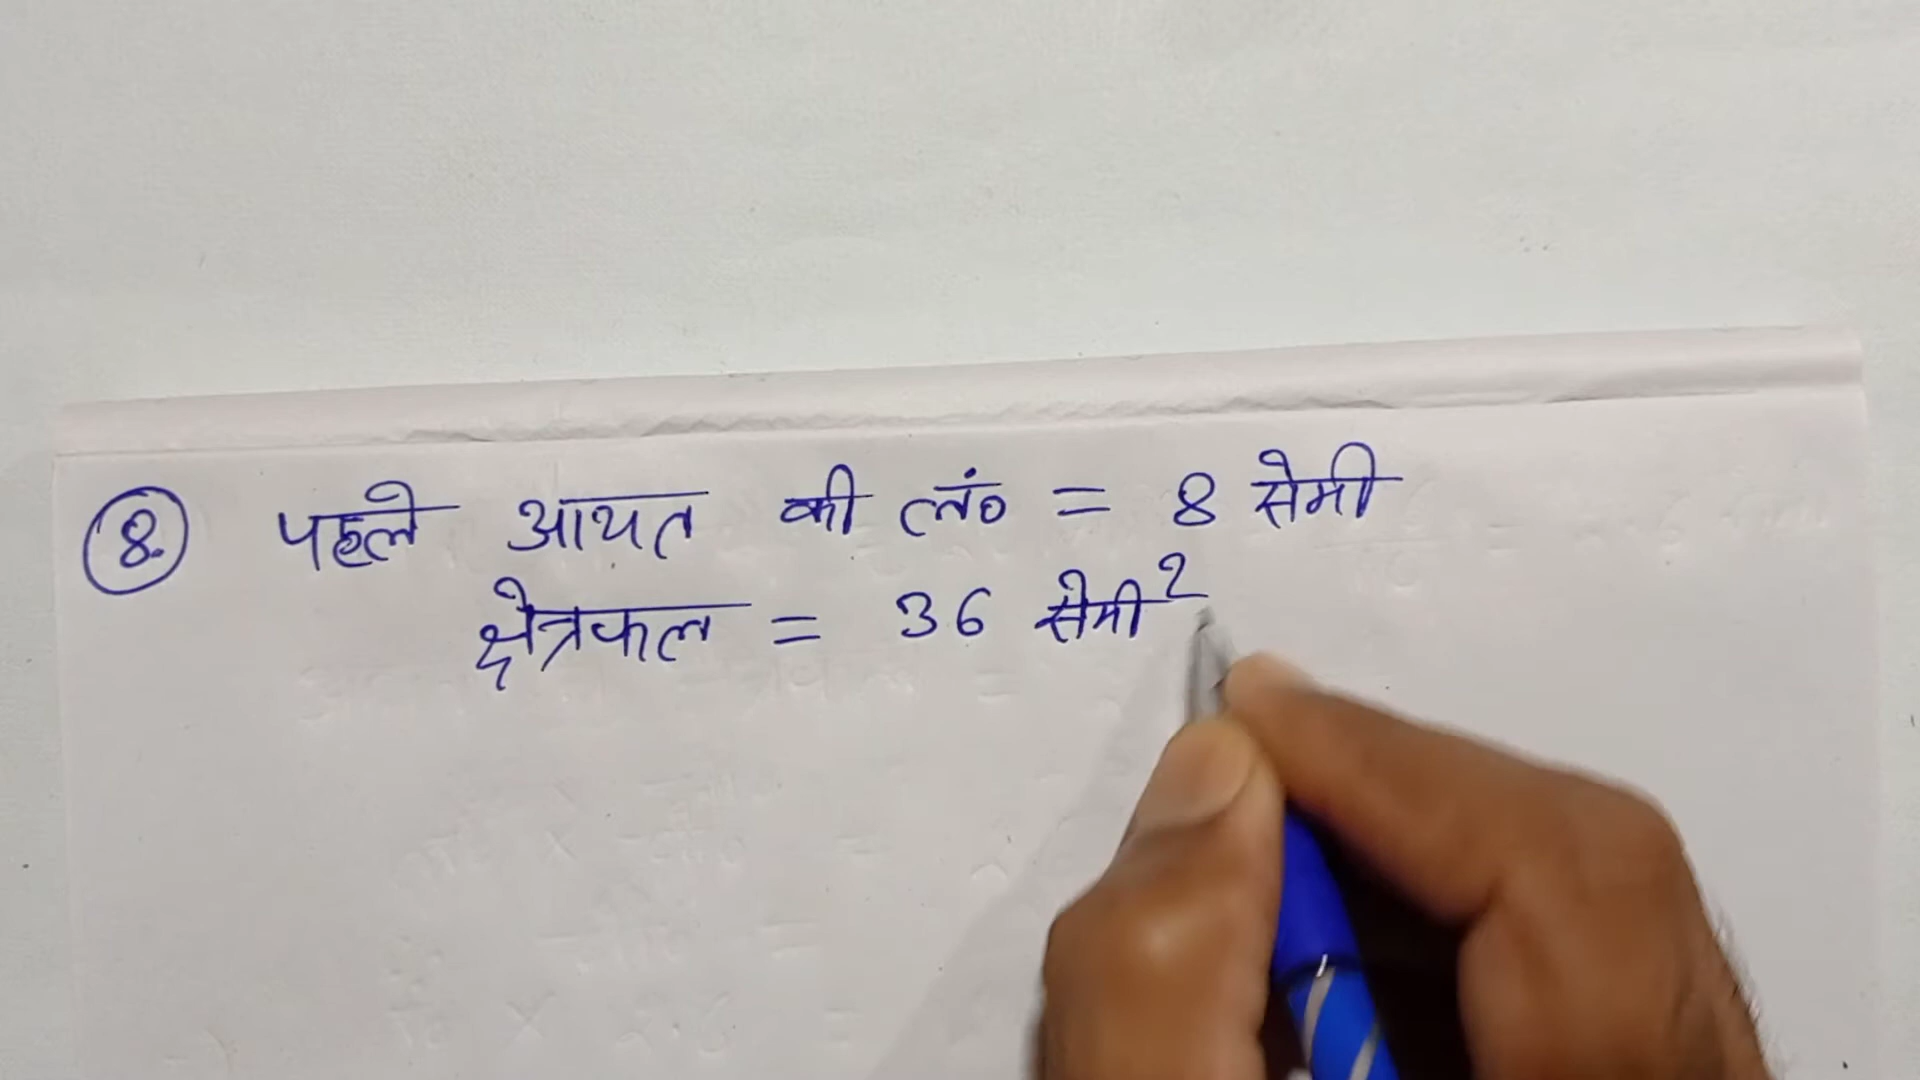 8. पहले आयत की लं० = 8 सेमी
क्षेत्रफल = 36 सेमी²